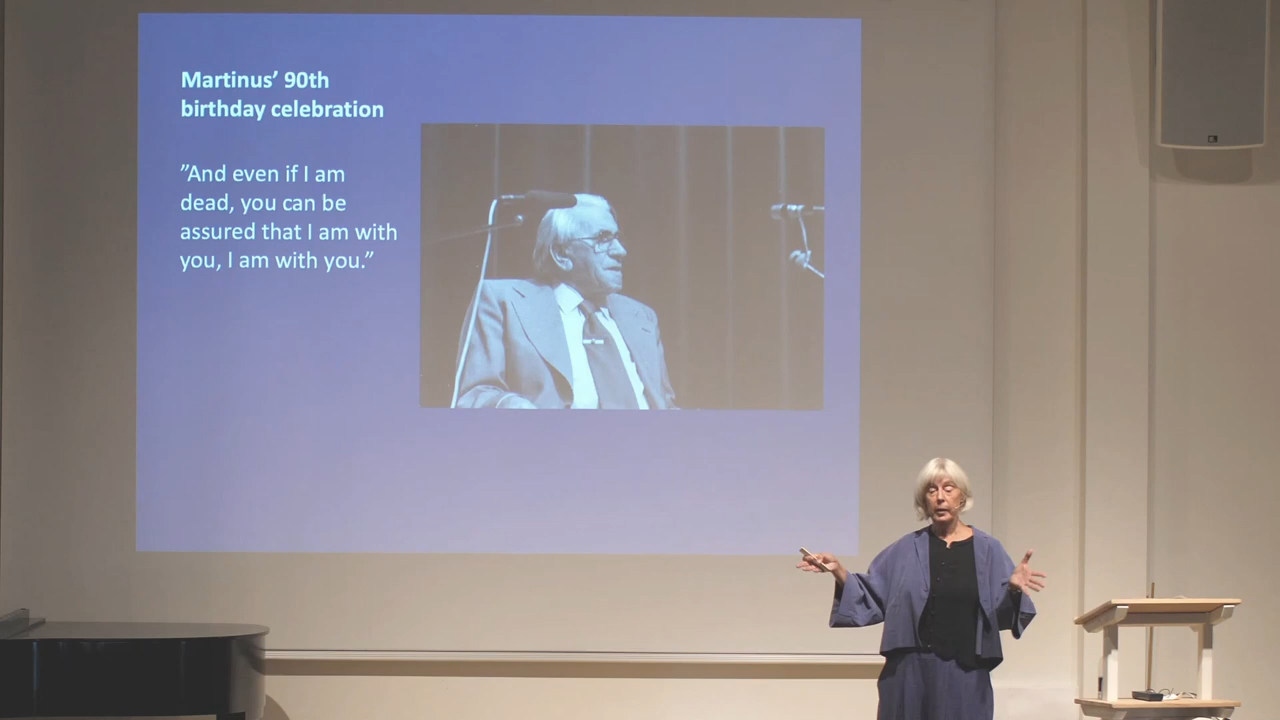 Martinus’ 90th
birthday celebration
”And even if I am
dead, you can be
assured that I am with
you, I am with you.”